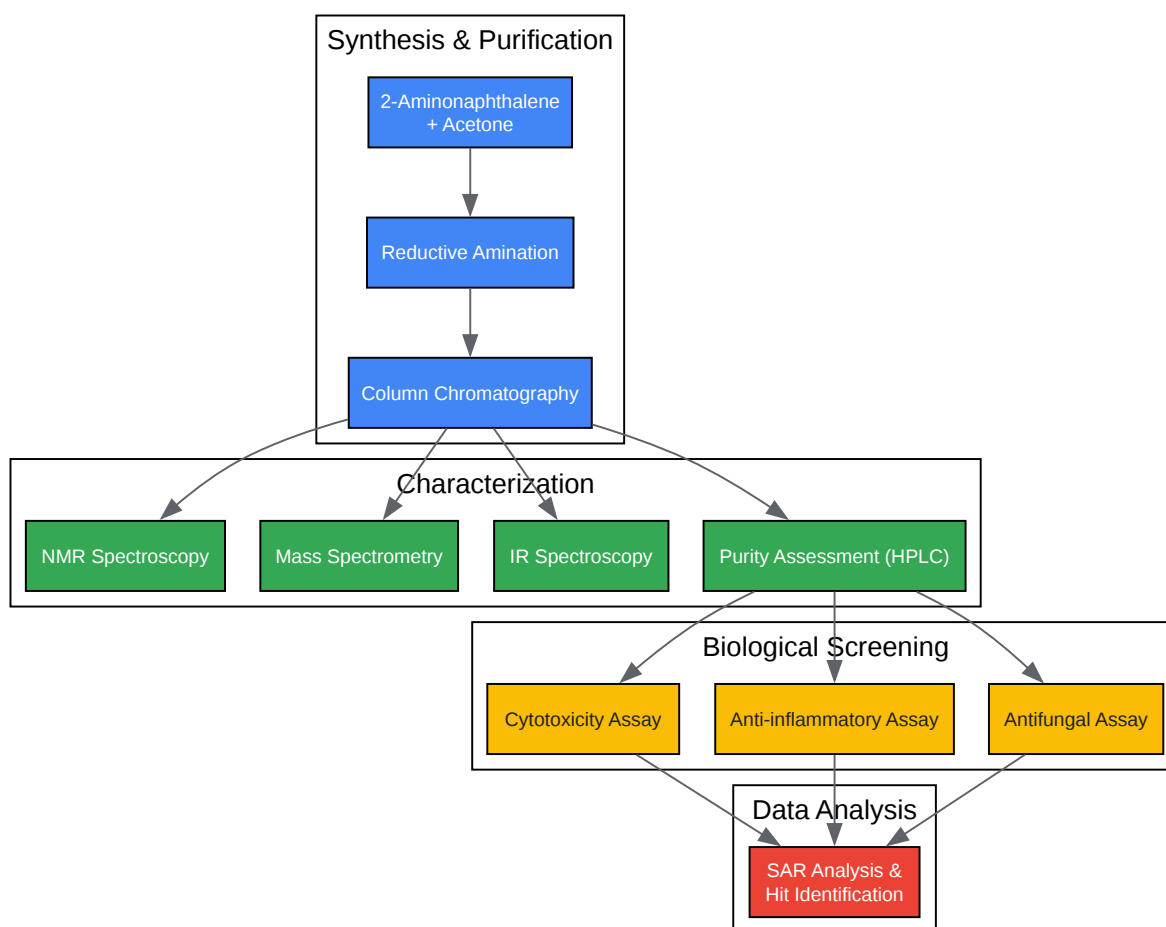 Synthesis & Purification
2-Aminonaphthalene
+ Acetone
Reductive Amination
Column Chromatography
Characterization
NMR Spectroscopy
Mass Spectrometry
IR Spectroscopy
Purity Assessment (HPLC)
Biological Screening
Cytotoxicity Assay
Anti-inflammatory Assay
Antifungal Assay
Data Analysis
SAR Analysis &
Hit Identification